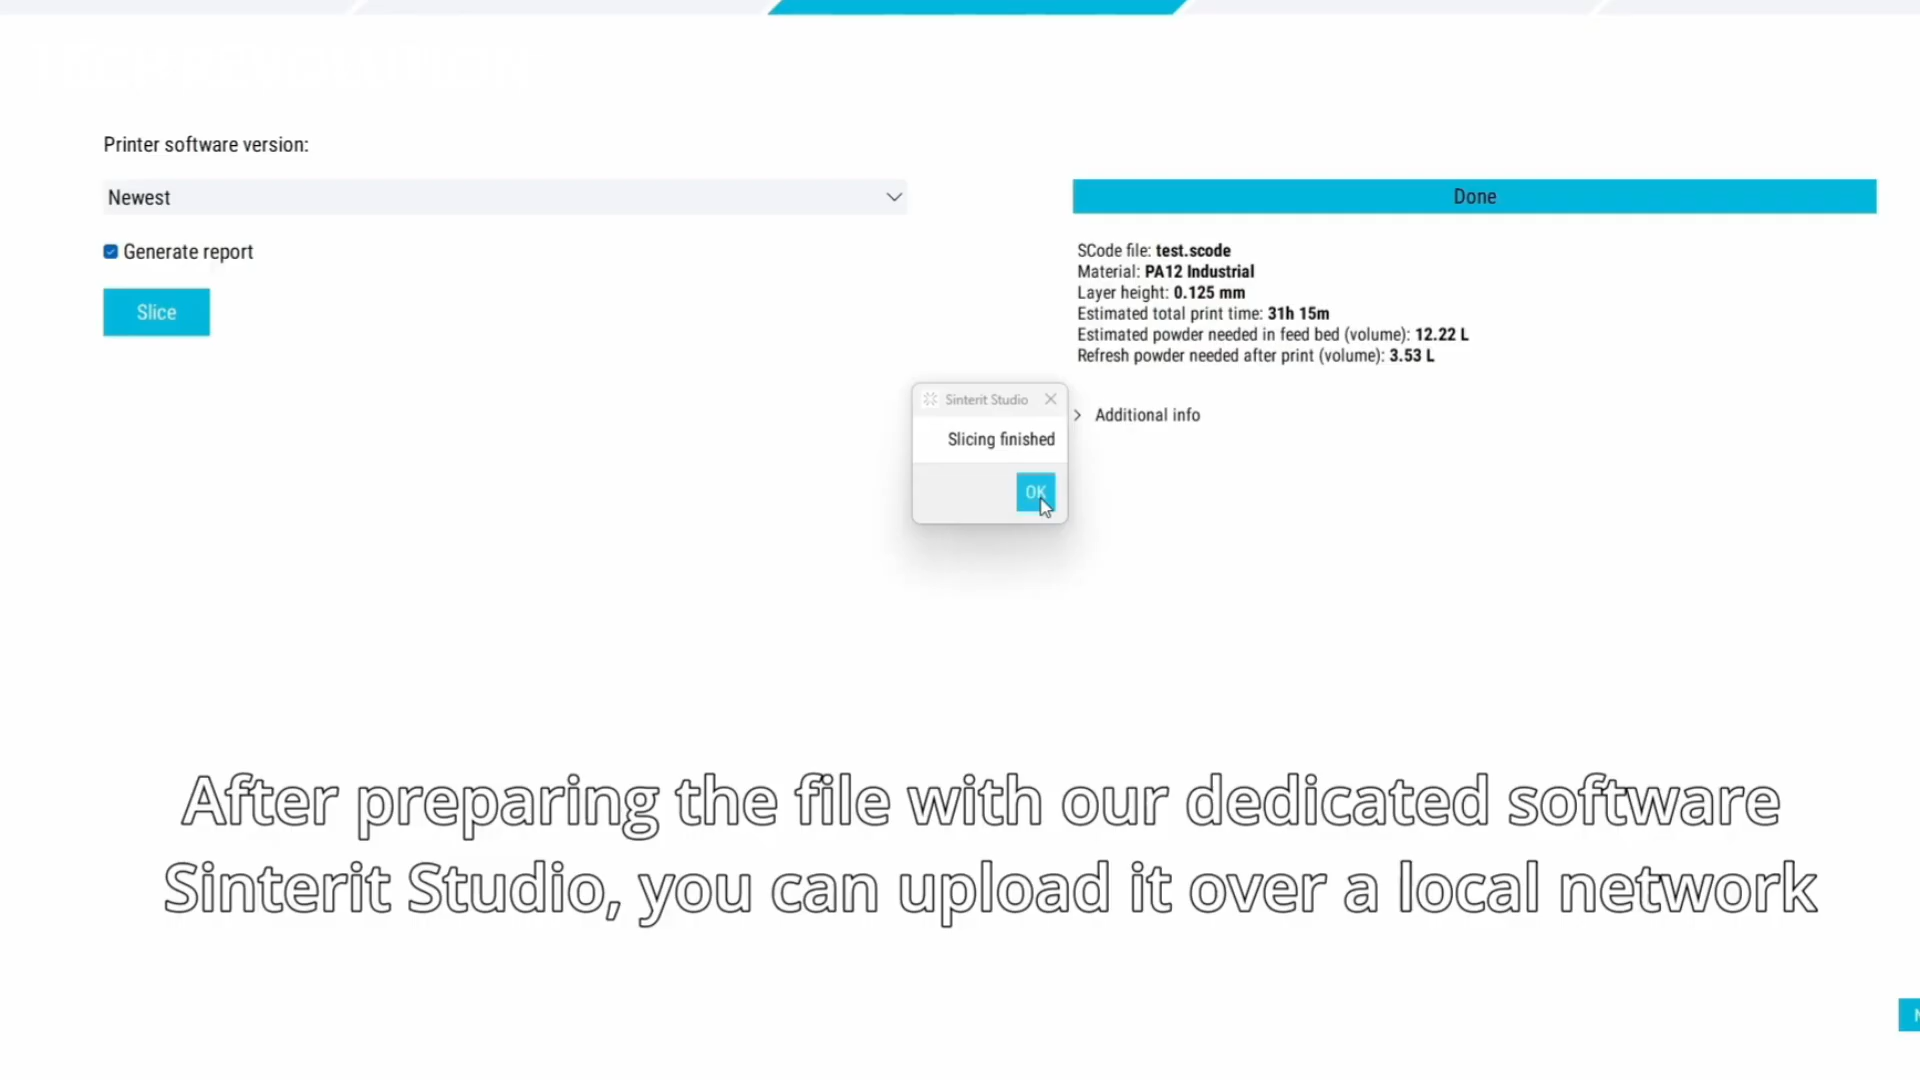 Printer software version:
Newest
Generate report
Slice
Done
SCode file: test.scode
Material: PA12 Industrial
Layer height: 0.125 mm
Estimated total print time: 31h 15m
Estimated powder needed in feed bed (volume): 12.22 L
Refresh powder needed after print (volume): 3.53 L
Additional info
Sinterit Studio
Slicing finished
OK
After preparing the file with our dedicated software
Sinterit Studio, you can upload it over a local network